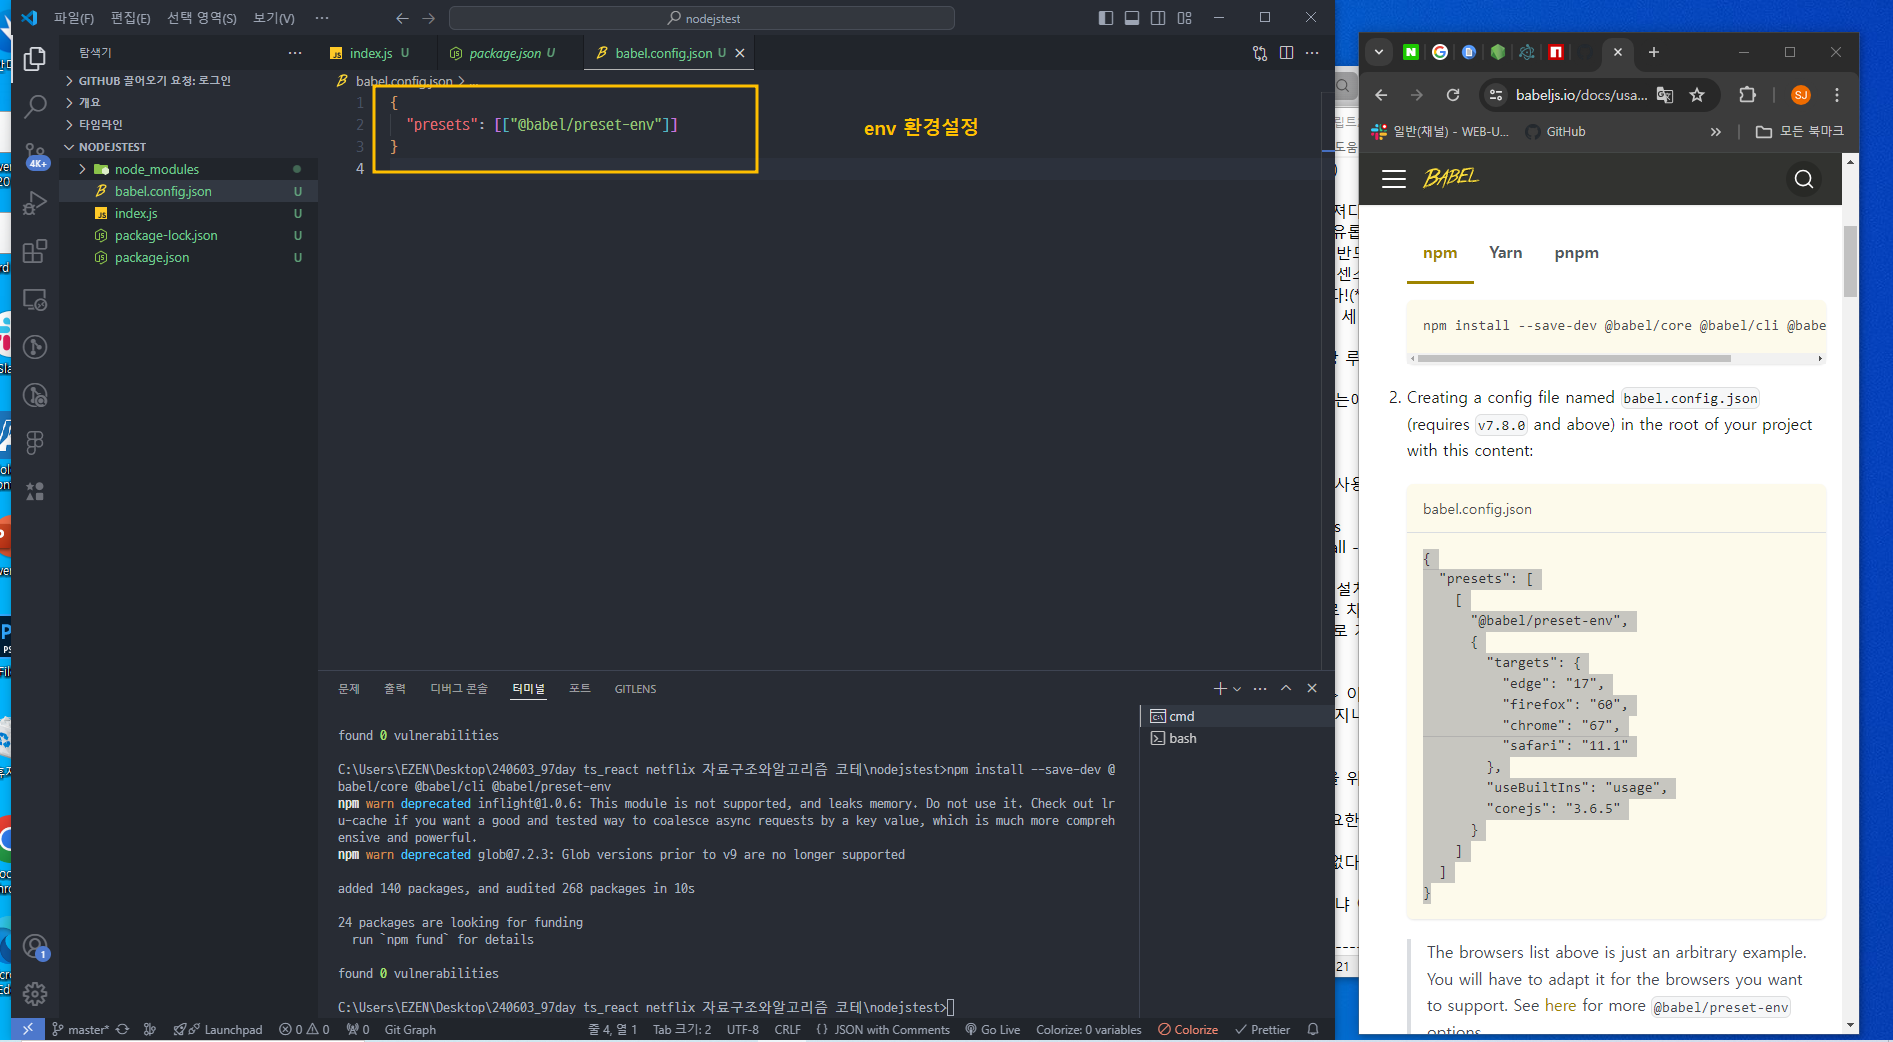 파일(F) 편집(E) 선택 영역(S) 보기(V) ···
nodejstest
탐색기
GITHUB 끌어오기 요청: 로그인
개요
타임라인
NODEJSTEST
node_modules
babel.config.json U
index.js U
package-lock.json U
package.json U
4K+
1
index.js U
package.json U
babel.config.json U
babel.config.json > ...
1 {
2 "presets": [["@babel/preset-env"]]
3 }
4
env 환경설정
문제 출력 디버그 콘솔 터미널 포트 GITLENS
cmd
bash
found 0 vulnerabilities
C:\Users\EZEN\Desktop\240603_97day ts_react netflix 자료구조와알고리즘 코테\nodejstest>npm install --save-dev @
babel/core @babel/cli @babel/preset-env
npm warn deprecated inflight@1.0.6: This module is not supported, and leaks memory. Do not use it. Check out lr
u-cache if you want a good and tested way to coalesce async requests by a key value, which is much more compreh
ensive and powerful.
npm warn deprecated glob@7.2.3: Glob versions prior to v9 are no longer supported
added 140 packages, and audited 268 packages in 10s
24 packages are looking for funding
run `npm fund` for details
found 0 vulnerabilities
C:\Users\EZEN\Desktop\240603_97day ts_react netflix 자료구조와알고리즘 코테\nodejstest>
master* Launchpad 0 0 0 Git Graph 줄 4, 열 1 Tab 크기: 2 UTF-8 CRLF {} JSON with Comments Go Live Colorize: 0 variables Colorize Prettier
babeljs.io/docs/usa...
SJ
일반(채널) - WEB-U... GitHub » 모든 북마크
BABEL
npm Yarn pnpm
npm install --save-dev @babel/core @babel/cli @babe
2. Creating a config file named babel.config.json
(requires v7.8.0 and above) in the root of your project
with this content:
babel.config.json
{
"presets": [
[
"@babel/preset-env",
{
"targets": {
"edge": "17",
"firefox": "60",
"chrome": "67",
"safari": "11.1"
},
"useBuiltIns": "usage",
"corejs": "3.6.5"
}
]
]
}
The browsers list above is just an arbitrary example.
You will have to adapt it for the browsers you want
to support. See here for more @babel/preset-env
options.